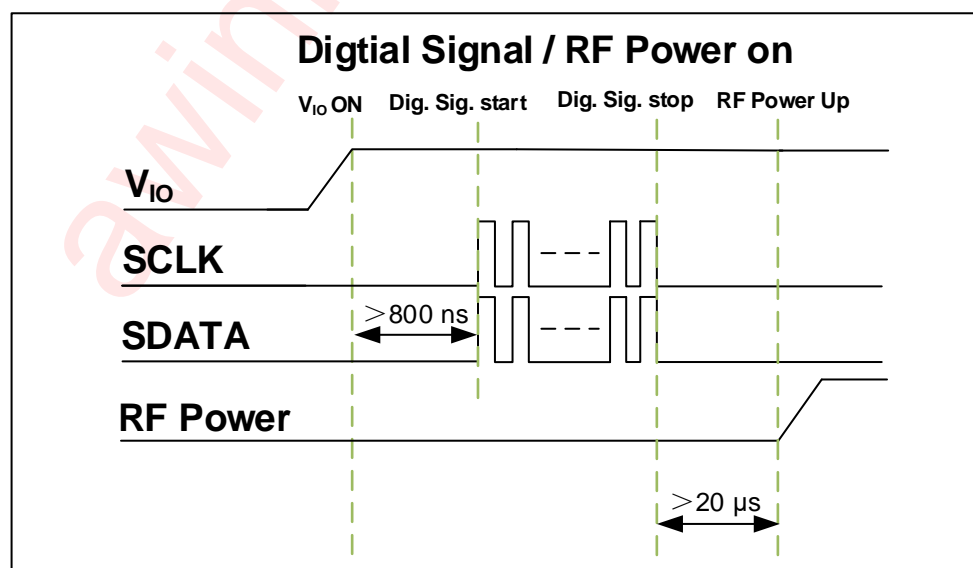 Digtial Signal / RF Power on
VIO ON Dig. Sig. start Dig. Sig. stop RF Power Up
VIO
SCLK
>800 ns
SDATA
RF Power
>20 µs
awin